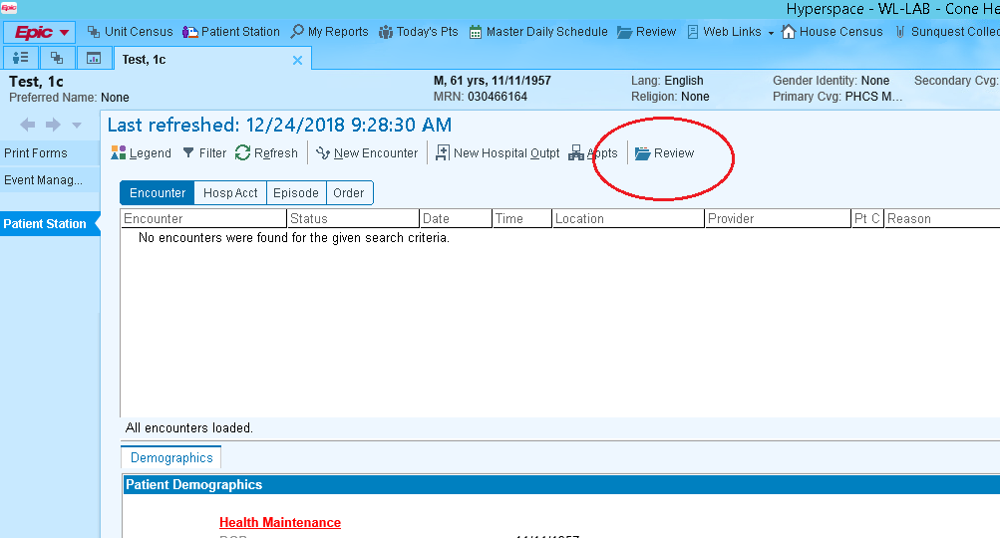 Epic Hyperspace - WL-LAB - Cone He
Epic Unit Census Patient Station My Reports Today's Pts Master Daily Schedule Review Web Links House Census Sunquest Collec
Test, 1c
Test, 1c M, 61 yrs, 11/11/1957 Lang: English Gender Identity: None Secondary Cvg:
Preferred Name: None MRN: 030466164 Religion: None Primary Cvg: PHCS M...
Last refreshed: 12/24/2018 9:28:30 AM
Print Forms Legend Filter Refresh New Encounter New Hospital Outpt Appts Review
Event Manag...
Encounter Hosp Acct Episode Order
Patient Station Encounter Status Date Time Location Provider Pt C Reason
No encounters were found for the given search criteria.
All encounters loaded.
Demographics
Patient Demographics
Health Maintenance
11/11/1957